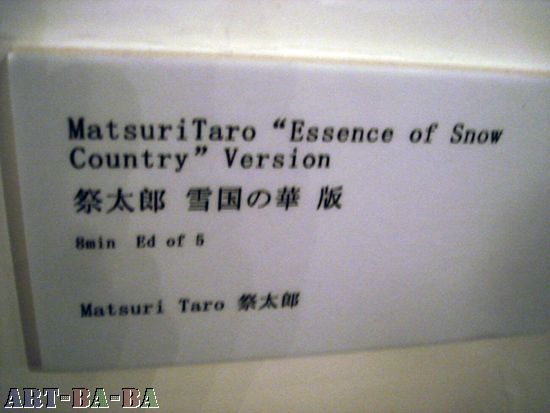 MatsuriTaro “Essence of Snow
Country” Version
祭太郎 雪国の華 版
8min Ed of 5
Matsuri Taro 祭太郎
ART-BA-BA